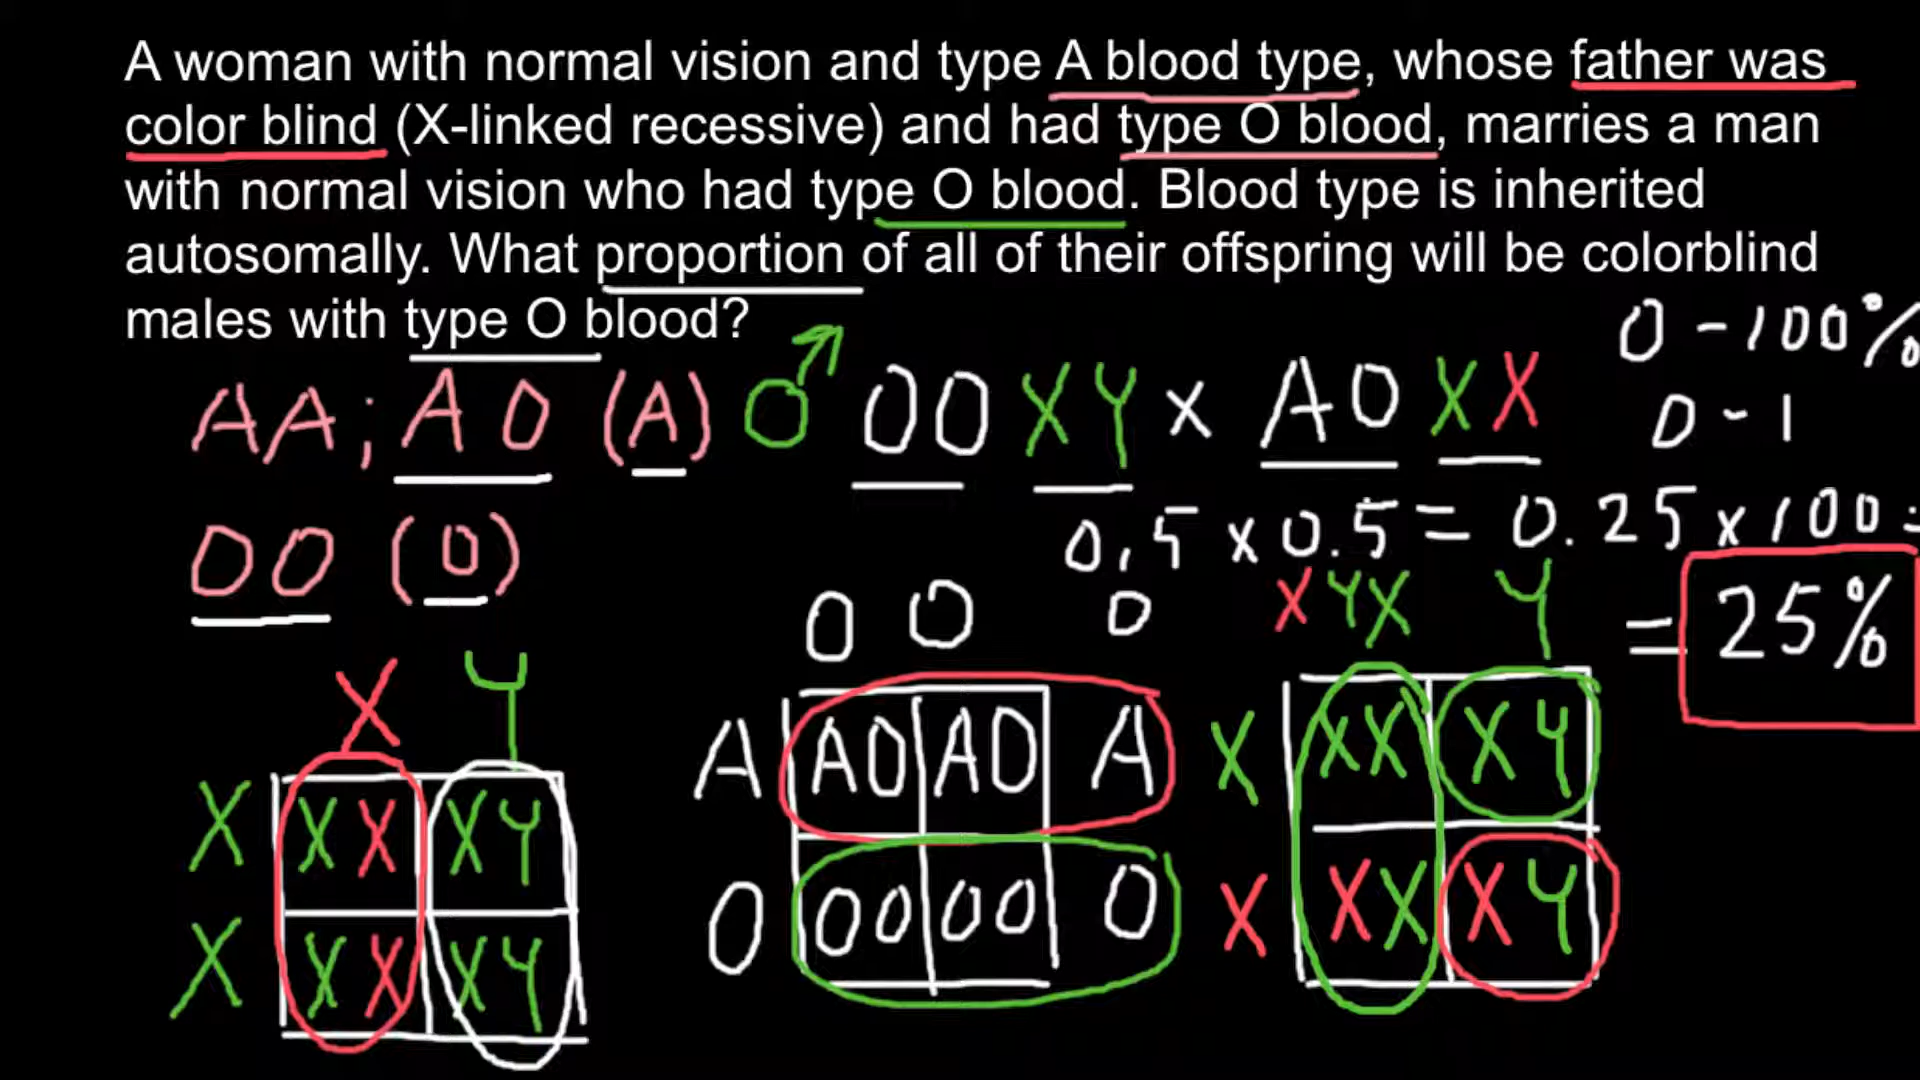 A woman with normal vision and type A blood type, whose father was
color blind (X-linked recessive) and had type O blood, marries a man
with normal vision who had type O blood. Blood type is inherited
autosomally. What proportion of all of their offspring will be colorblind
males with type O blood?
0 - 100%
0 - 1
AA; AO (A) ♂ OO XY x AO XX
OO (O)
0,5 x 0.5 = 0.25 x 100 =
= 25%
X Y
X XX XY
X XX XY
O O O
A AO AO A
O OO OO O
X Y X Y
X XX XY
X XX XY